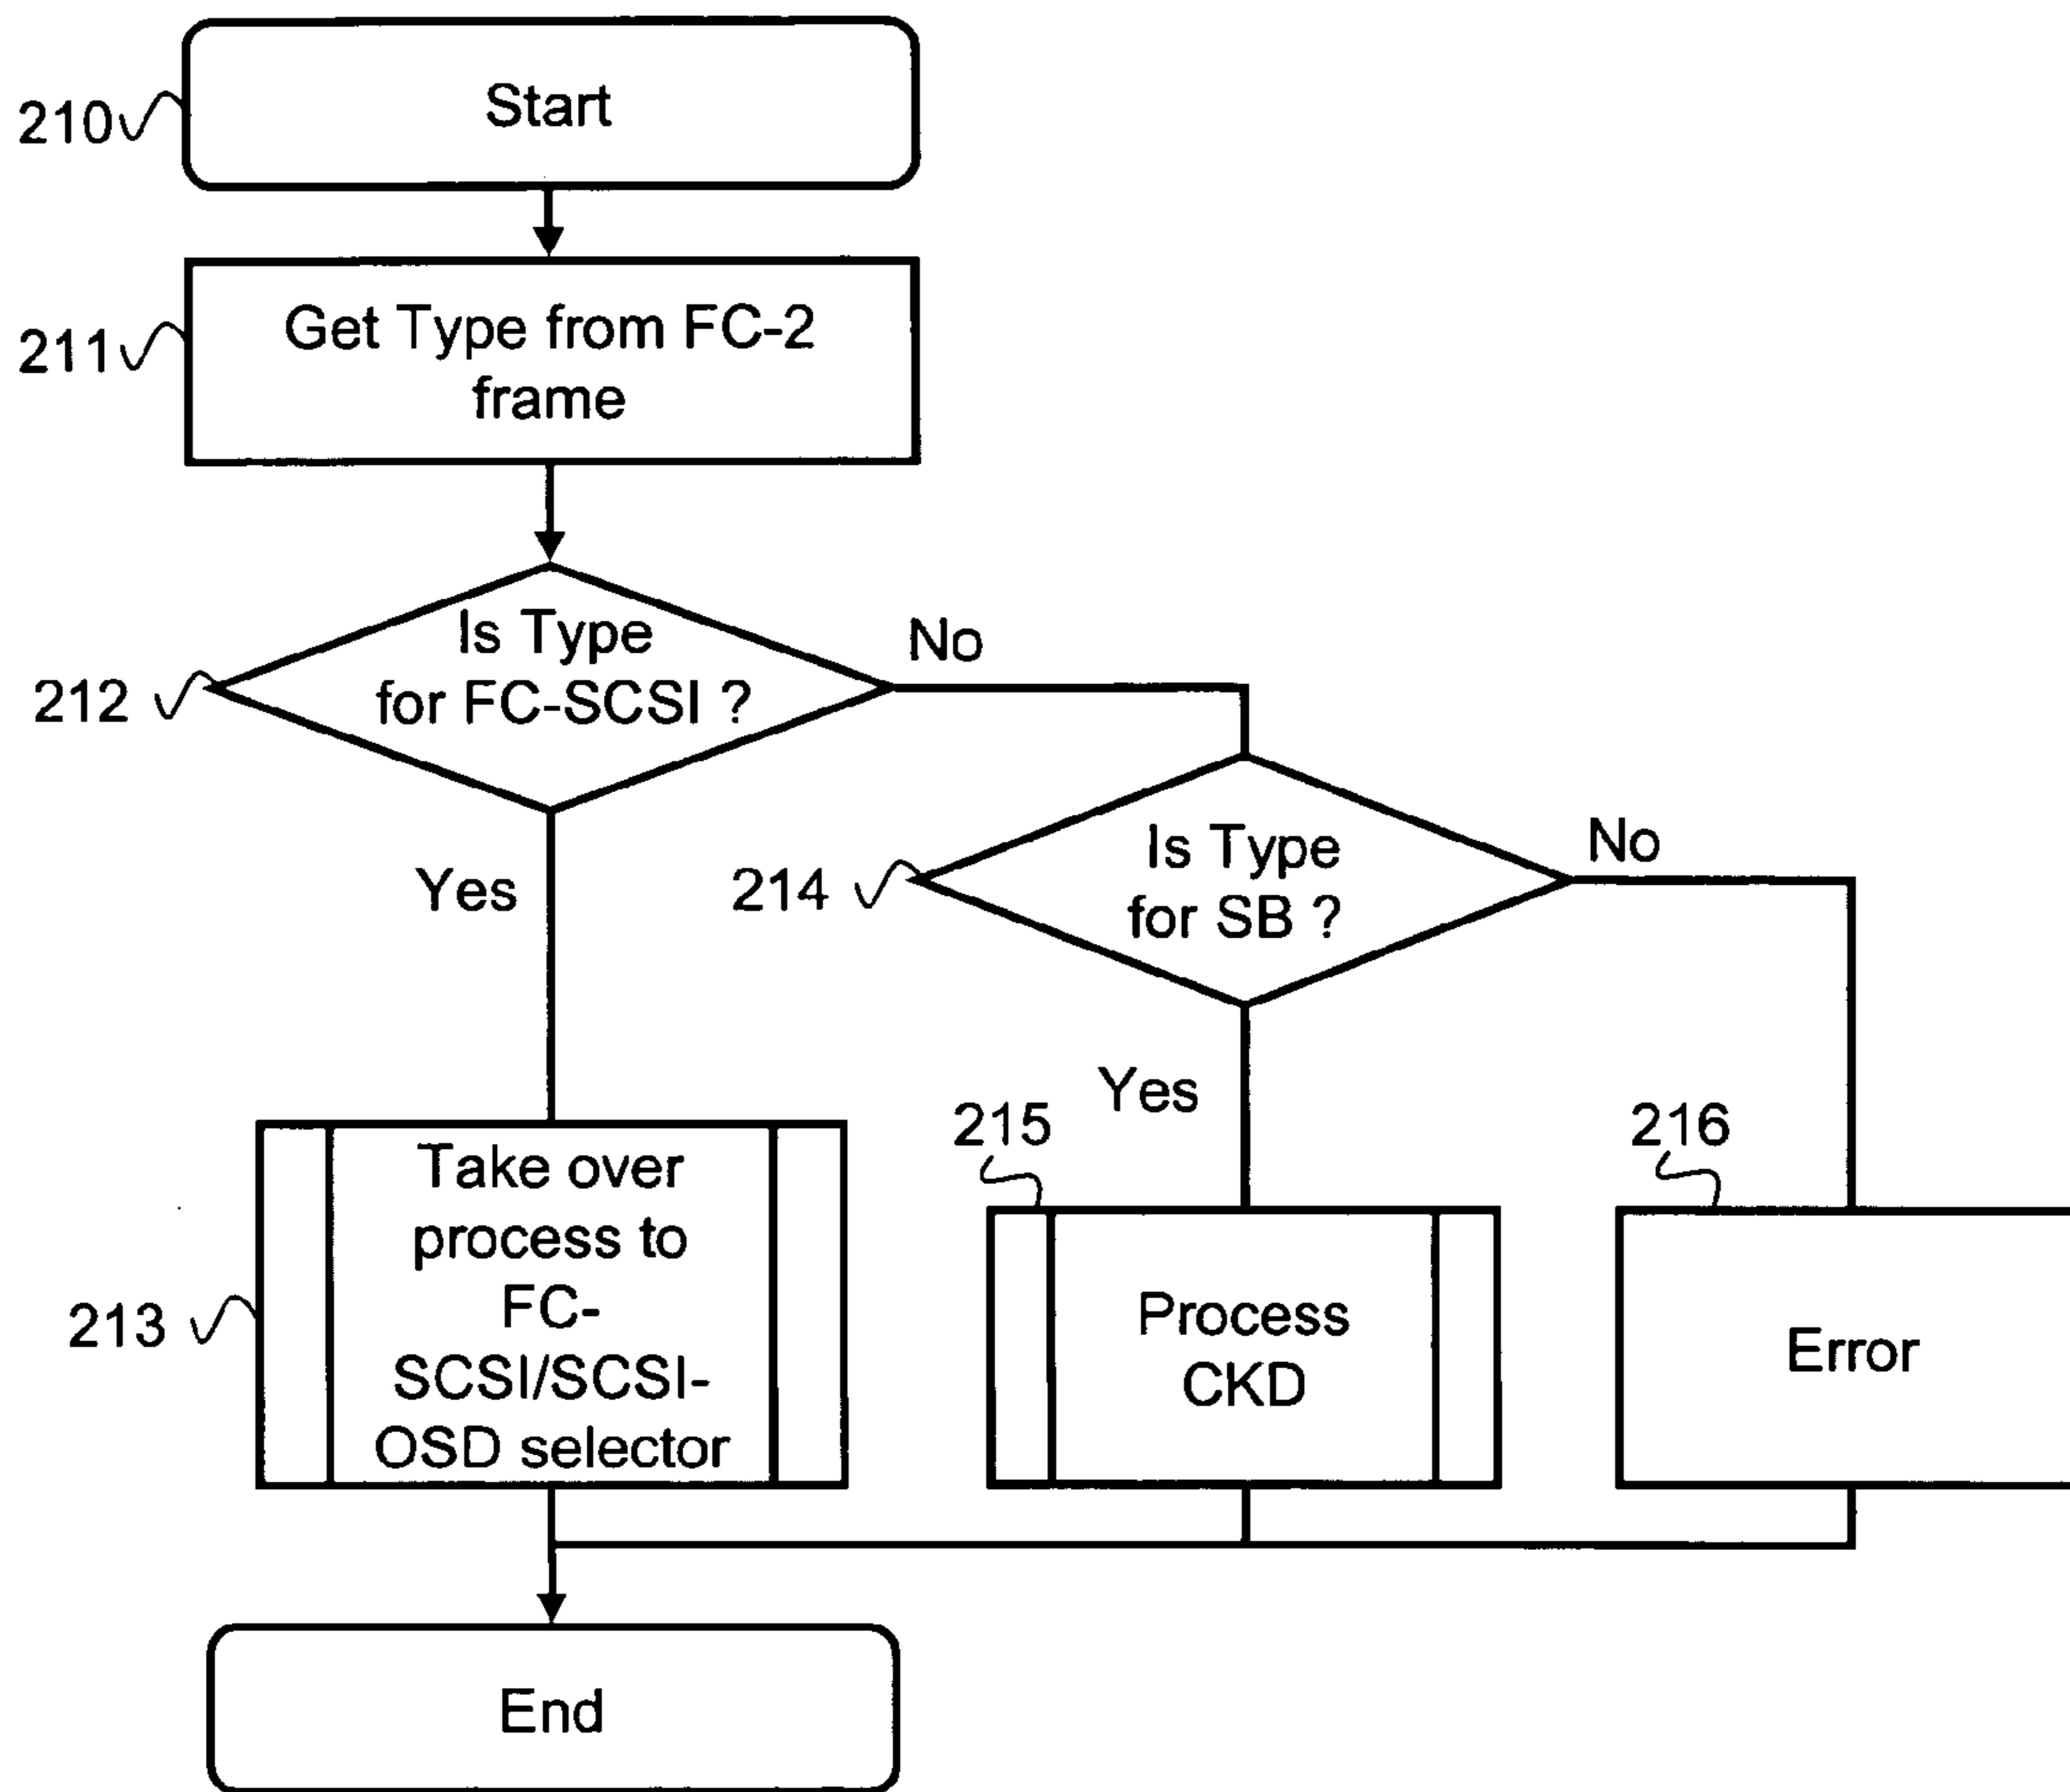 210
Start
211
Get Type from FC-2
frame
212
Is Type
for FC-SCSI ?
No
Yes
214
Is Type
for SB ?
No
Yes
213
Take over
process to
FC-
SCSI/SCSI-
OSD selector
215
Process
CKD
216
Error
End